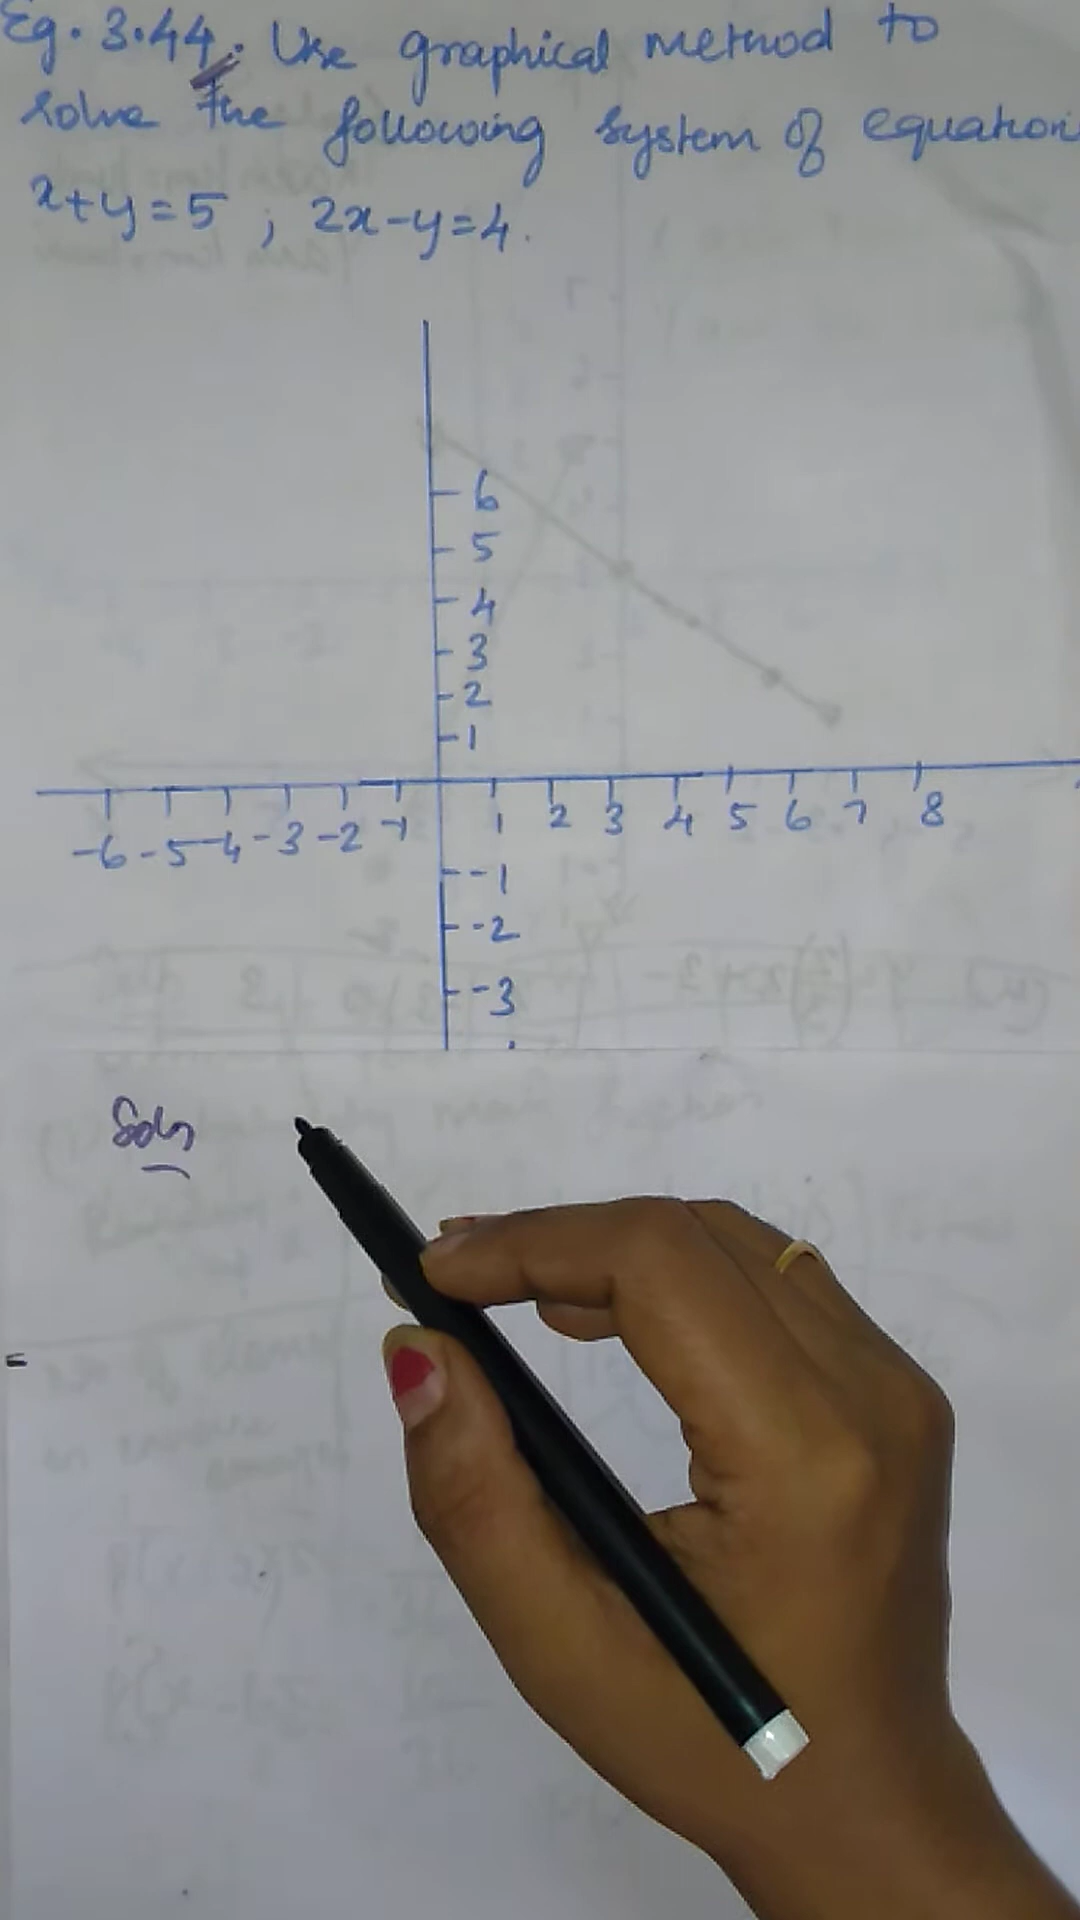 Eg. 3.44. Use graphical method to
solve the following system of equation
x+y=5 ; 2x-y=4.
6
5
4
3
2
1
-6 -5 -4 -3 -2 -1 1 2 3 4 5 6 7 8
-1
-2
-3
Soln